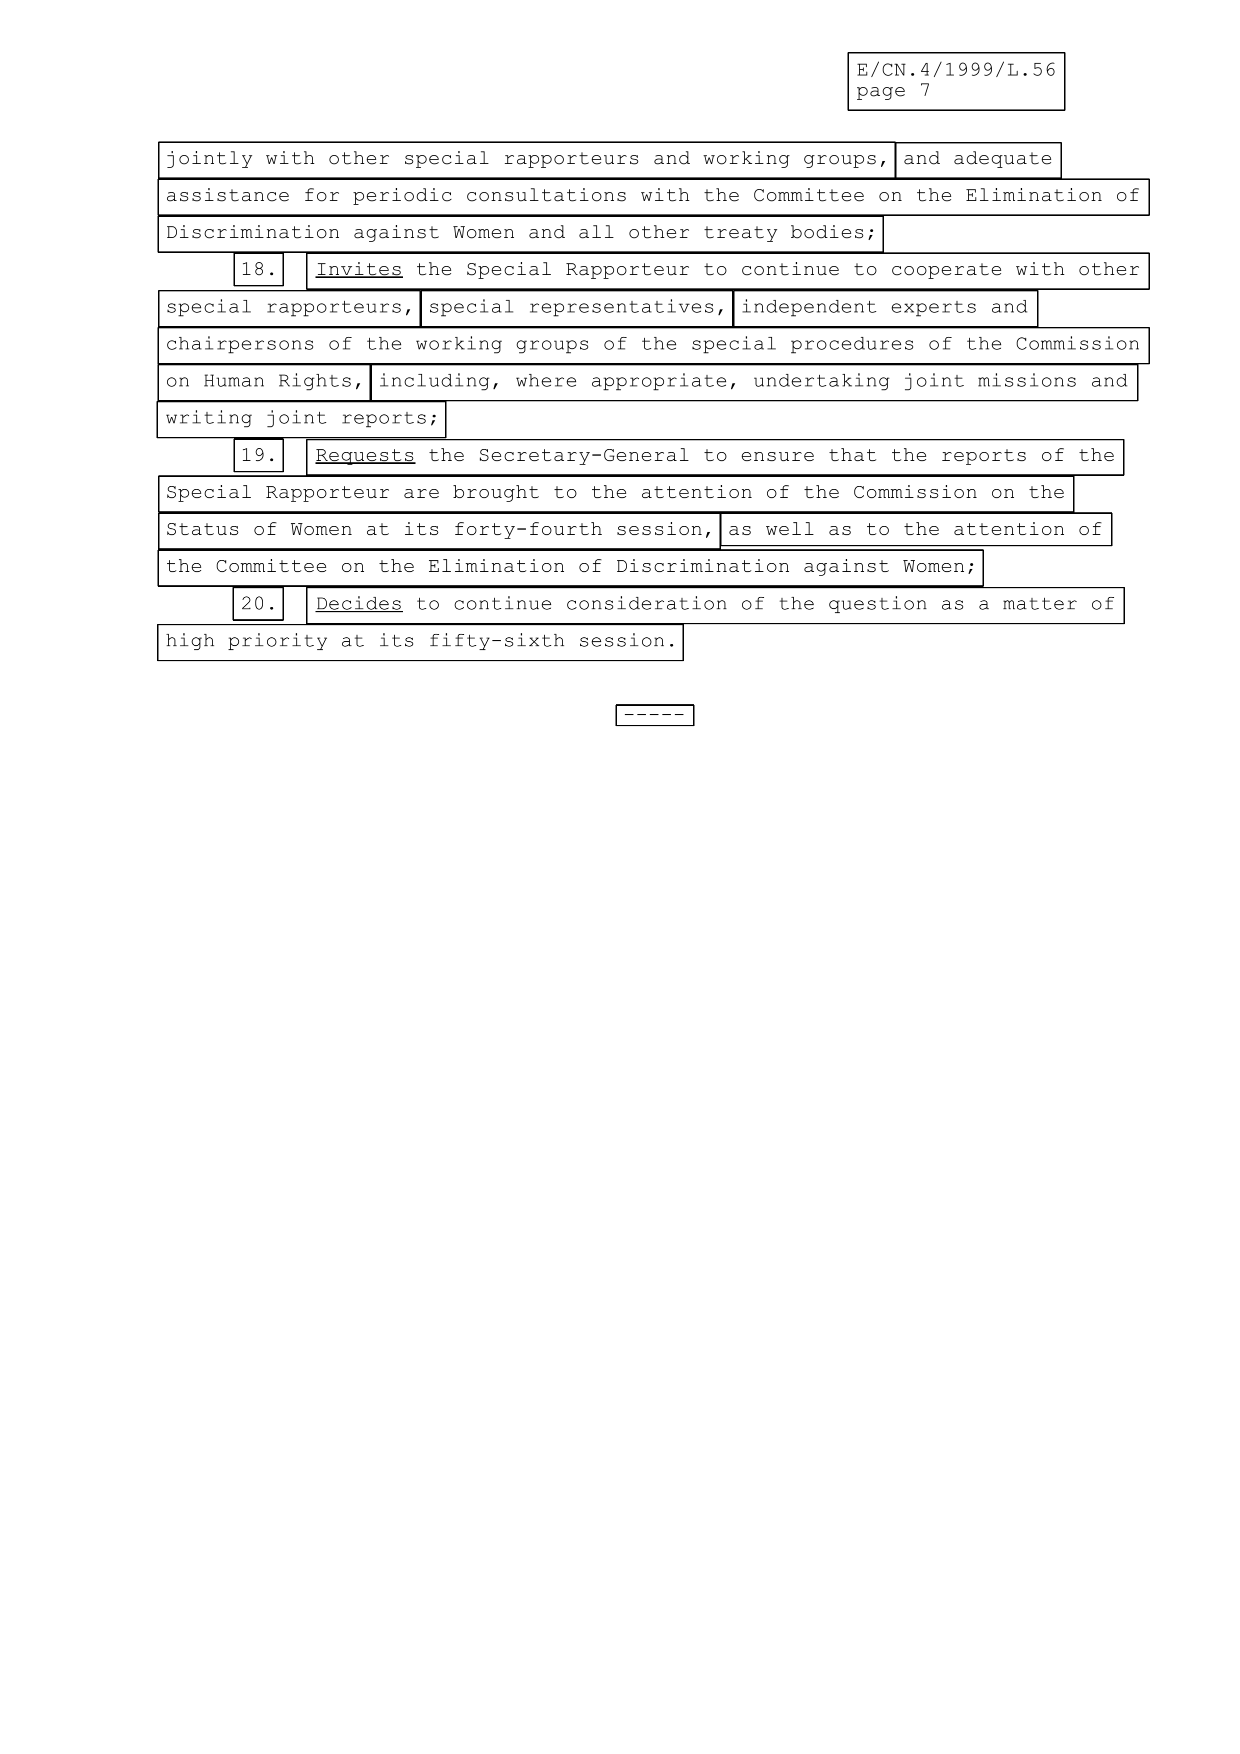 E/CN.4/1999/L.56
page 7
jointly with other special rapporteurs and working groups, and adequate
assistance for periodic consultations with the Committee on the Elimination of
Discrimination against Women and all other treaty bodies;
18. Invites the Special Rapporteur to continue to cooperate with other
special rapporteurs, special representatives, independent experts and
chairpersons of the working groups of the special procedures of the Commission
on Human Rights, including, where appropriate, undertaking joint missions and
writing joint reports;
19. Requests the Secretary-General to ensure that the reports of the
Special Rapporteur are brought to the attention of the Commission on the
Status of Women at its forty-fourth session, as well as to the attention of
the Committee on the Elimination of Discrimination against Women;
20. Decides to continue consideration of the question as a matter of
high priority at its fifty-sixth session.
-----